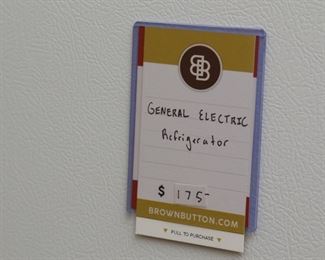 BB
GENERAL ELECTRIC
Refrigerator
$ 175-
BROWNBUTTON.COM
▼ PULL TO PURCHASE ▼